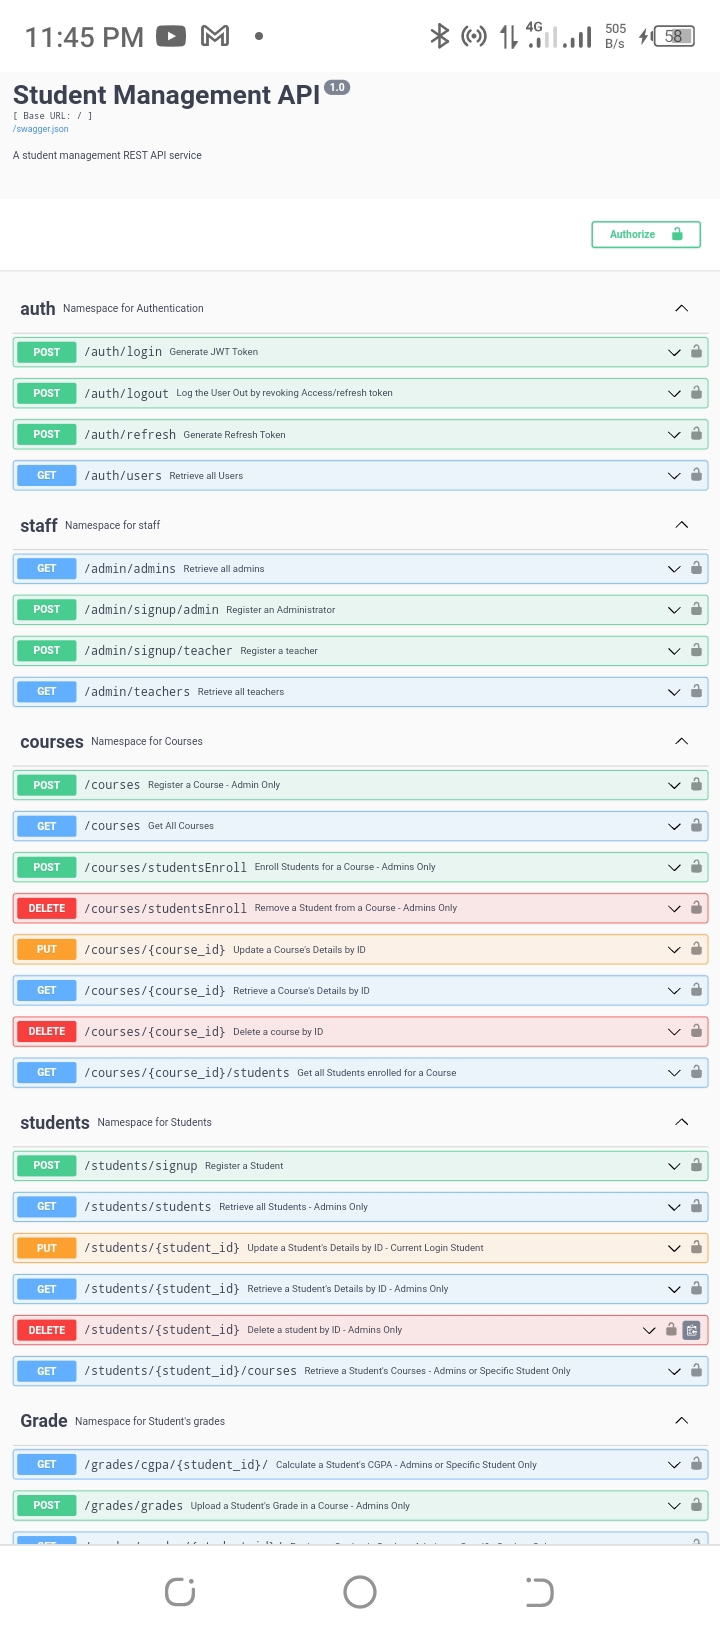 11:45 PM 4G 505 B/s 58
Student Management API 1.0
[ Base URL: / ]
/swagger.json
A student management REST API service
Authorize
auth Namespace for Authentication
POST /auth/login Generate JWT Token
POST /auth/logout Log the User Out by revoking Access/refresh token
POST /auth/refresh Generate Refresh Token
GET /auth/users Retrieve all Users
staff Namespace for staff
GET /admin/admins Retrieve all admins
POST /admin/signup/admin Register an Administrator
POST /admin/signup/teacher Register a teacher
GET /admin/teachers Retrieve all teachers
courses Namespace for Courses
POST /courses Register a Course - Admin Only
GET /courses Get All Courses
POST /courses/studentsEnroll Enroll Students for a Course - Admins Only
DELETE /courses/studentsEnroll Remove a Student from a Course - Admins Only
PUT /courses/{course_id} Update a Course's Details by ID
GET /courses/{course_id} Retrieve a Course's Details by ID
DELETE /courses/{course_id} Delete a course by ID
GET /courses/{course_id}/students Get all Students enrolled for a Course
students Namespace for Students
POST /students/signup Register a Student
GET /students/students Retrieve all Students - Admins Only
PUT /students/{student_id} Update a Student's Details by ID - Current Login Student
GET /students/{student_id} Retrieve a Student's Details by ID - Admins Only
DELETE /students/{student_id} Delete a student by ID - Admins Only
GET /students/{student_id}/courses Retrieve a Student's Courses - Admins or Specific Student Only
Grade Namespace for Student's grades
GET /grades/cgpa/{student_id}/ Calculate a Student's CGPA - Admins or Specific Student Only
POST /grades/grades Upload a Student's Grade in a Course - Admins Only
GET